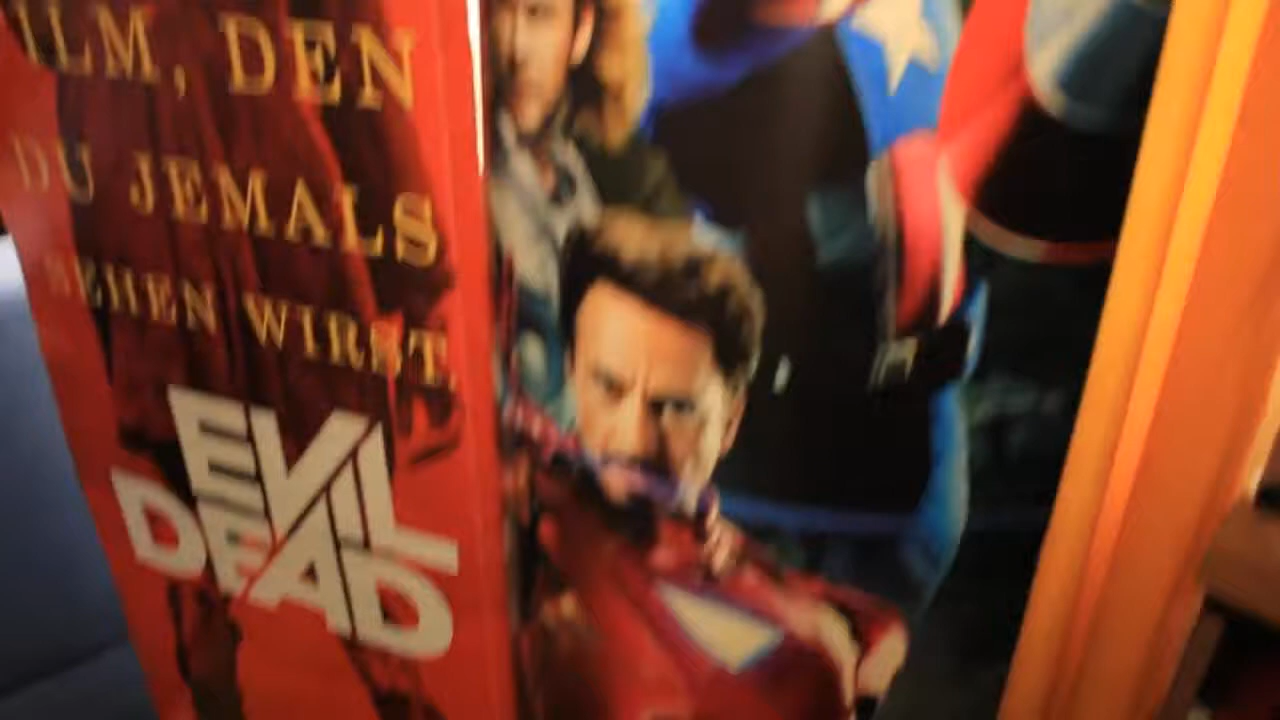 ILM, DEN
DU JEMALS
SEHEN WIRST.
EVIL
DEAD